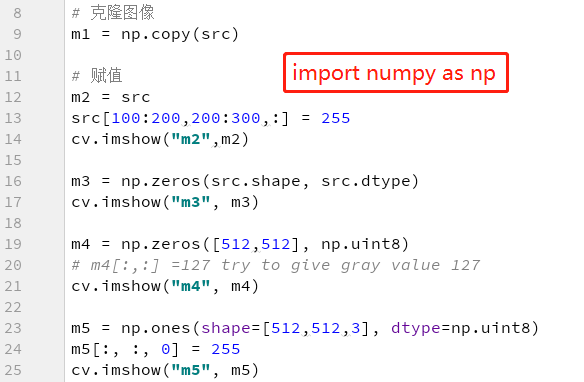 8 # 克隆图像
9 m1 = np.copy(src)
10
11 # 赋值
import numpy as np
12 m2 = src
13 src[100:200,200:300,:] = 255
14 cv.imshow("m2",m2)
15
16 m3 = np.zeros(src.shape, src.dtype)
17 cv.imshow("m3", m3)
18
19 m4 = np.zeros([512,512], np.uint8)
20 # m4[:,:] =127 try to give gray value 127
21 cv.imshow("m4", m4)
22
23 m5 = np.ones(shape=[512,512,3], dtype=np.uint8)
24 m5[:, :, 0] = 255
25 cv.imshow("m5", m5)